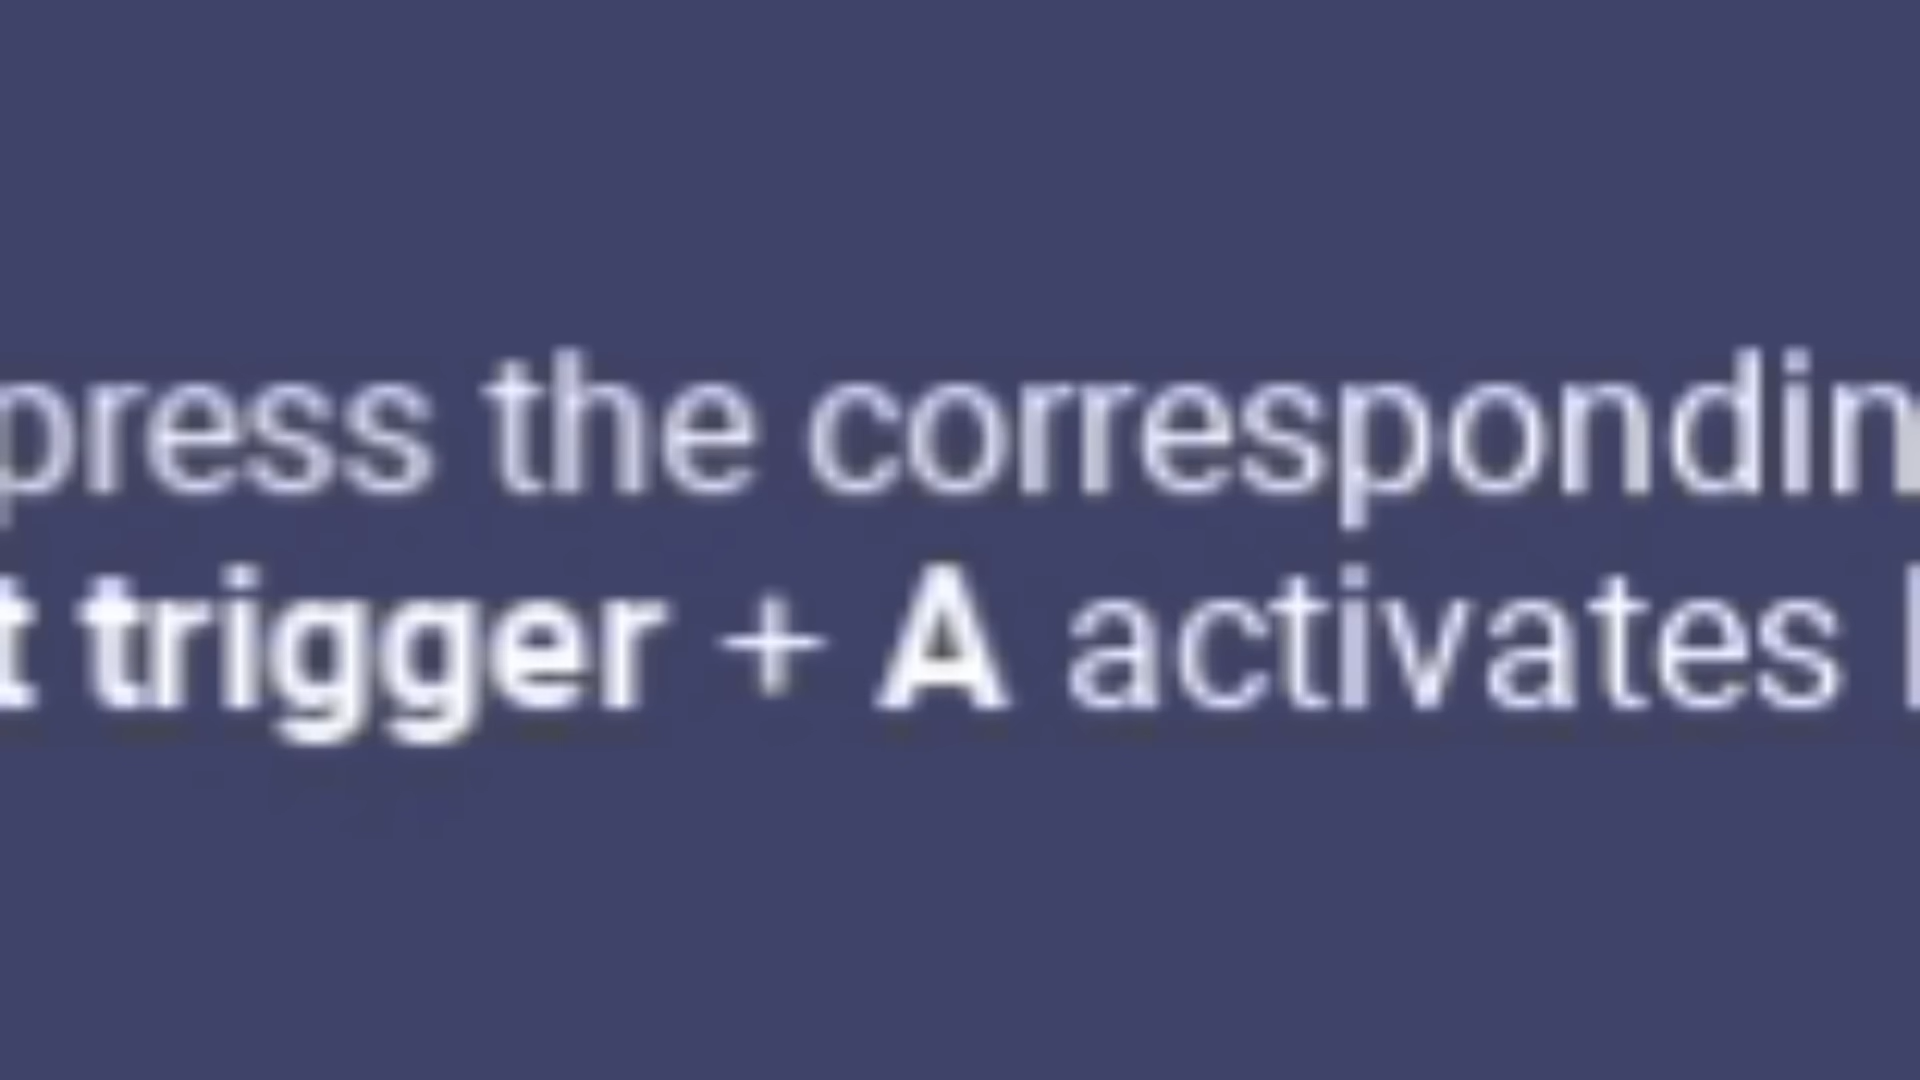 press the correspondin
t trigger + A activates